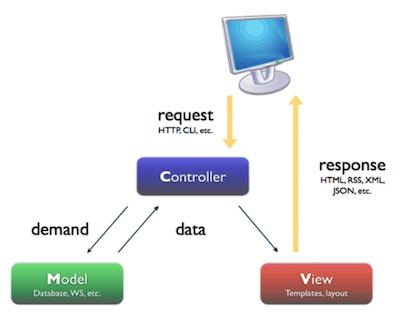 request
HTTP, CLI, etc.
response
HTML, RSS, XML,
JSON, etc.
Controller
demand
data
Model
Database, WS, etc.
View
Templates, layout